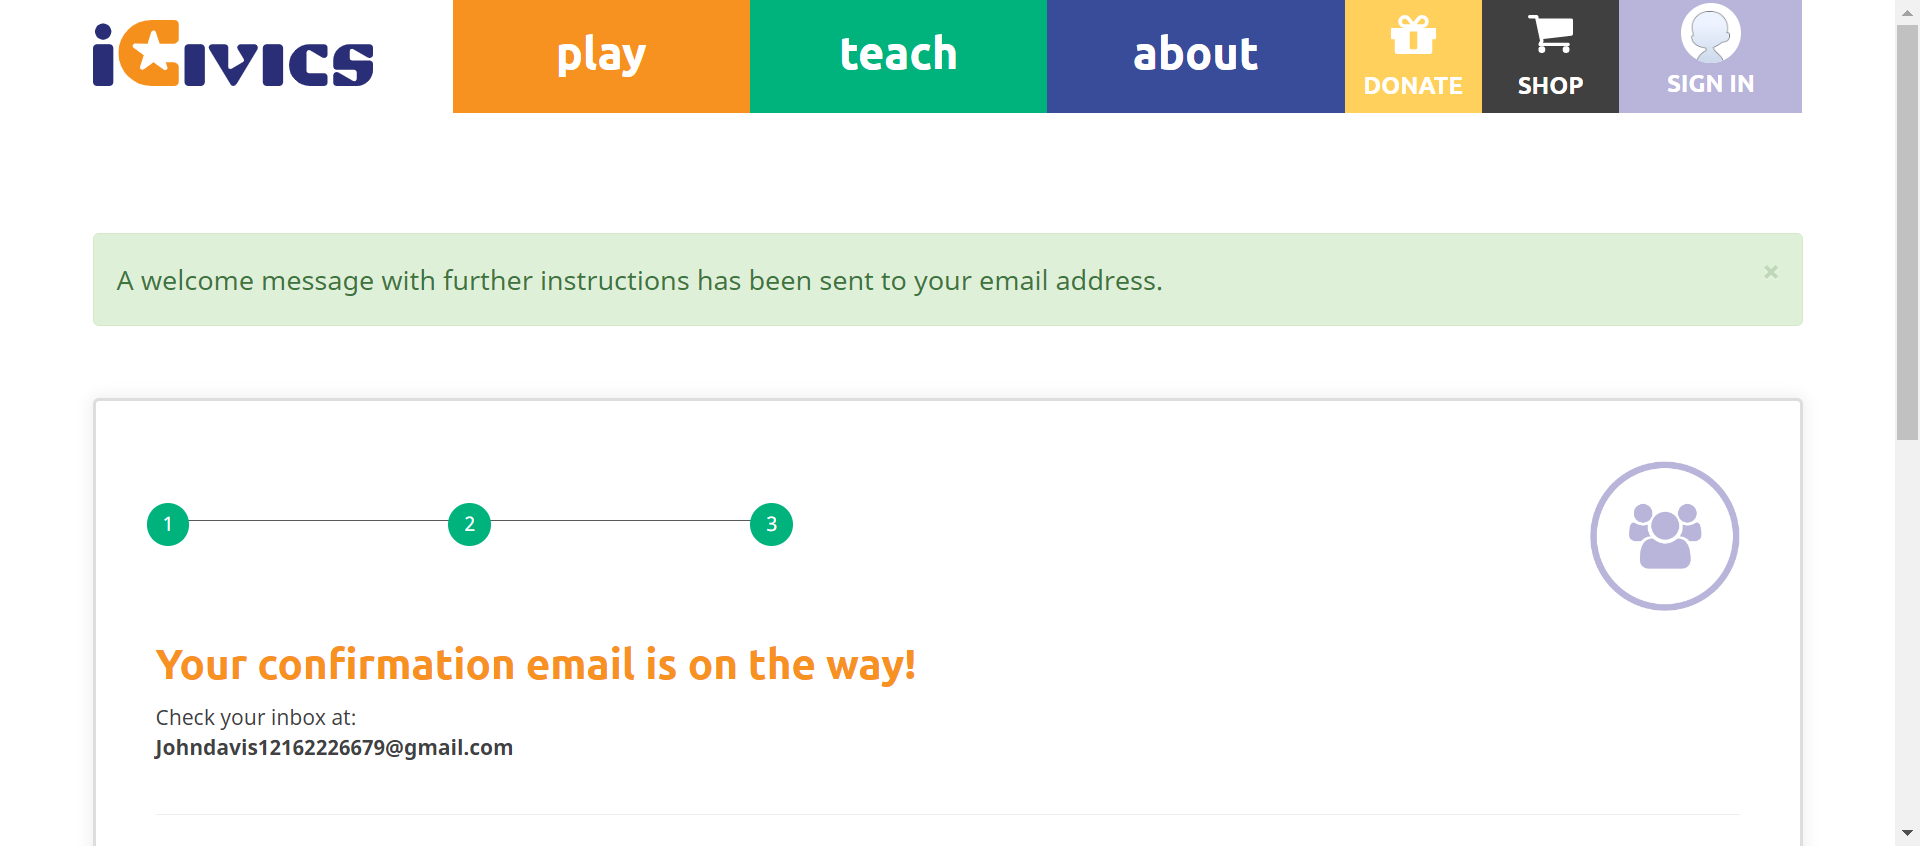 iCivics
play
teach
about
DONATE
SHOP
SIGN IN
A welcome message with further instructions has been sent to your email address.
×
1
2
3
Your confirmation email is on the way!
Check your inbox at:
Johndavis12162226679@gmail.com